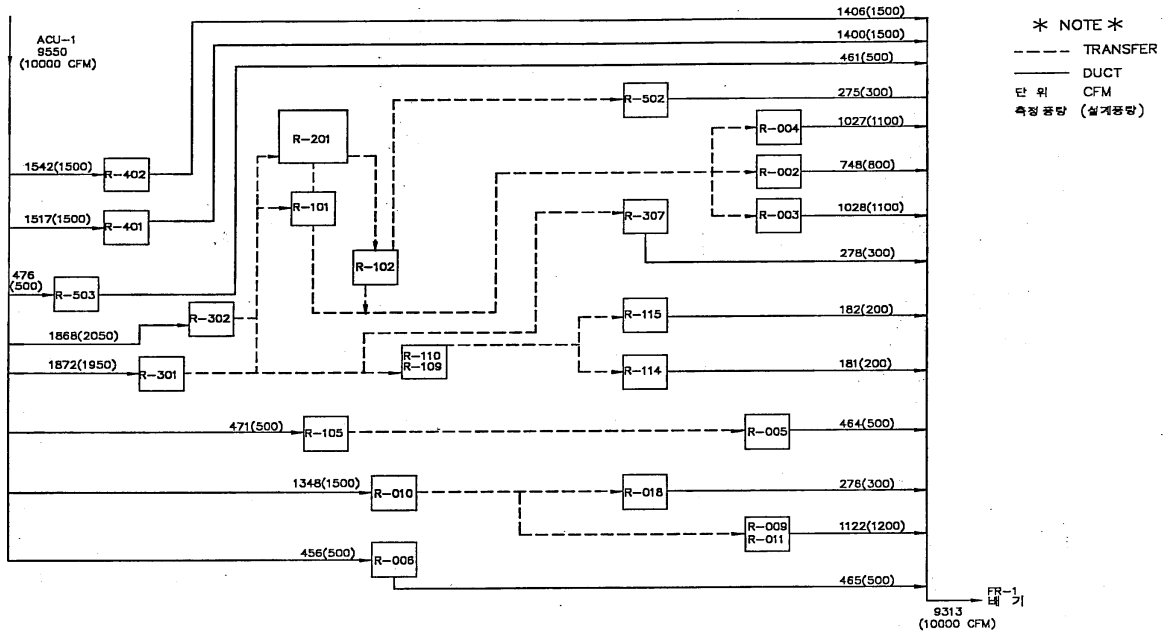 ACU-1
9550
(10000 CFM)
1406(1500)
1400(1500)
461(500)
275(300)
1027(1100)
748(800)
1028(1100)
278(300)
182(200)
181(200)
464(500)
278(300)
1122(1200)
465(500)
* NOTE *
TRANSFER
DUCT
단 위 CFM
측정풍량 (설계풍량)
1542(1500)
R-402
1517(1500)
R-401
476
(500)
R-503
1868(2050)
R-302
1872(1950)
R-301
R-201
R-101
R-102
R-502
R-004
R-002
R-003
R-307
R-115
R-110
R-109
R-114
471(500)
R-105
R-005
1348(1500)
R-010
R-018
R-009
R-011
456(500)
R-006
FR-1
배 기
9313
(10000 CFM)